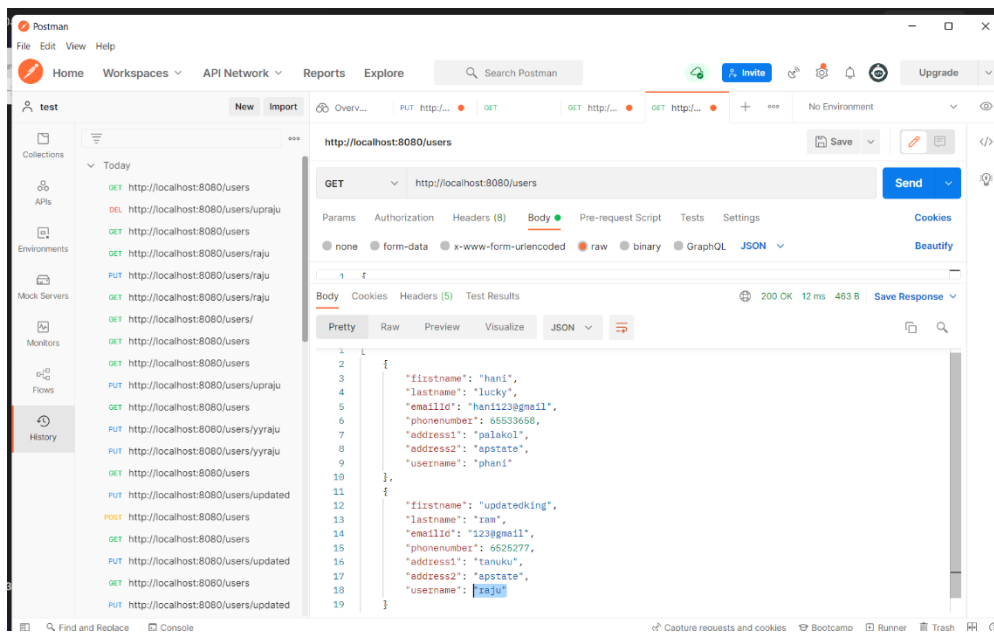 Postman
File Edit View Help
Home Workspaces API Network Reports Explore Search Postman Invite Upgrade
test New Import Overv... PUT http:/... GET GET http:/... GET http:/... No Environment
Collections
APIs
Environments
Mock Servers
Monitors
Flows
History
Today
GET http://localhost:8080/users
DEL http://localhost:8080/users/upraju
GET http://localhost:8080/users
GET http://localhost:8080/users/raju
PUT http://localhost:8080/users/raju
GET http://localhost:8080/users/raju
GET http://localhost:8080/users/
GET http://localhost:8080/users
GET http://localhost:8080/users
PUT http://localhost:8080/users/upraju
GET http://localhost:8080/users
PUT http://localhost:8080/users/yyraju
PUT http://localhost:8080/users/yyraju
GET http://localhost:8080/users
PUT http://localhost:8080/users/updated
POST http://localhost:8080/users
GET http://localhost:8080/users
PUT http://localhost:8080/users/updated
GET http://localhost:8080/users
PUT http://localhost:8080/users/updated
http://localhost:8080/users Save
GET http://localhost:8080/users Send
Params Authorization Headers (8) Body Pre-request Script Tests Settings Cookies
none form-data x-www-form-urlencoded raw binary GraphQL JSON Beautify
1 {
Body Cookies Headers (5) Test Results 200 OK 12 ms 463 B Save Response
Pretty Raw Preview Visualize JSON
1 [
2 {
3 "firstname": "hani",
4 "lastname": "lucky",
5 "emailId": "hani123@gmail",
6 "phonenumber": 65533658,
7 "address1": "palakol",
8 "address2": "apstate",
9 "username": "phani"
10 },
11 {
12 "firstname": "updatedking",
13 "lastname": "ram",
14 "emailId": "123@gmail",
15 "phonenumber": 6525277,
16 "address1": "tanuku",
17 "address2": "apstate",
18 "username": "raju"
19 }
Find and Replace Console Capture requests and cookies Bootcamp Runner Trash